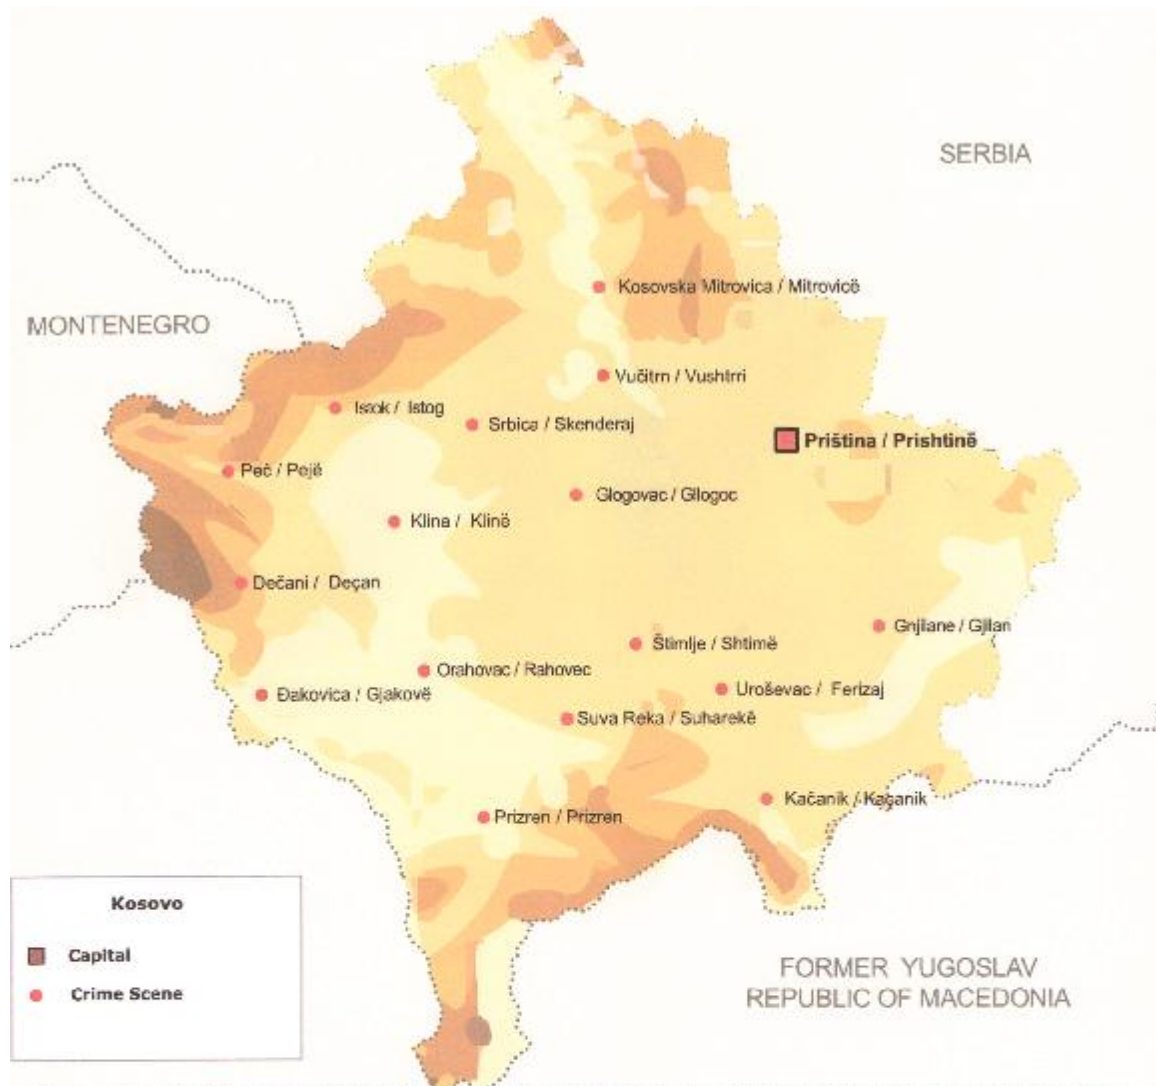 SERBIA
Kosovska Mitrovica / Mitrovicë
MONTENEGRO
Vučitrn / Vushtrri
Istok / Istog
Srbica / Skenderaj
Priština / Prishtinë
Peč / Pejë
Glogovac / Gllogoc
Klina / Klinë
Dečani / Deçan
Gnjilane / Gjilan
Štimlje / Shtimë
Orahovac / Rahovec
Đakovica / Gjakovë
Uroševac / Ferizaj
Suva Reka / Suharekë
Kačanik / Kaçanik
Prizren / Prizren
Kosovo
Capital
Crime Scene
FORMER YUGOSLAV
REPUBLIC OF MACEDONIA